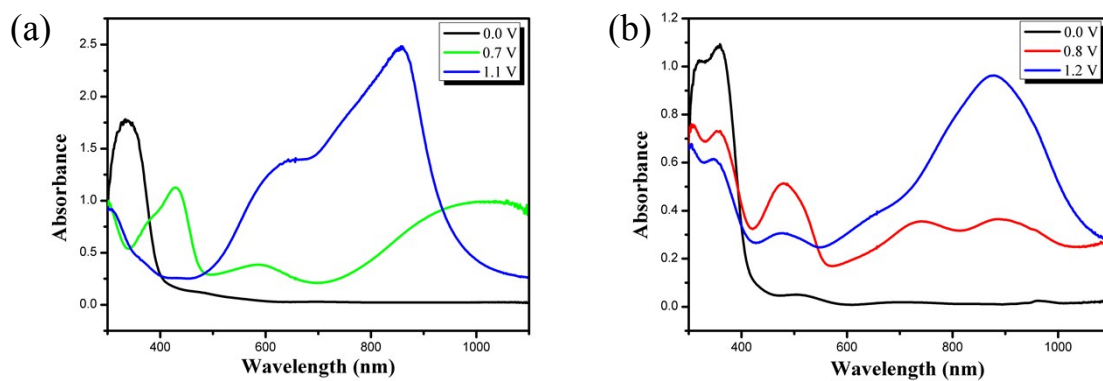 (a)
2.5
2.0
1.5
1.0
0.5
0.0
Absorbance
400 600 800 1000
Wavelength (nm)
0.0 V
0.7 V
1.1 V
(b)
1.2
1.0
0.8
0.6
0.4
0.2
0.0
Absorbance
400 600 800 1000
Wavelength (nm)
0.0 V
0.8 V
1.2 V